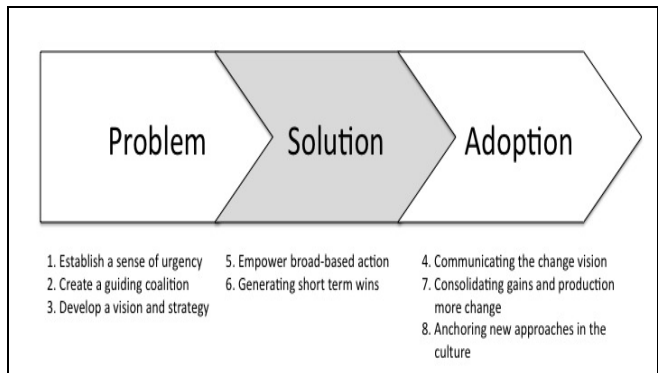 Problem
Solution
Adoption
1. Establish a sense of urgency
2. Create a guiding coalition
3. Develop a vision and strategy
5. Empower broad-based action
6. Generating short term wins
4. Communicating the change vision
7. Consolidating gains and production
more change
8. Anchoring new approaches in the
culture